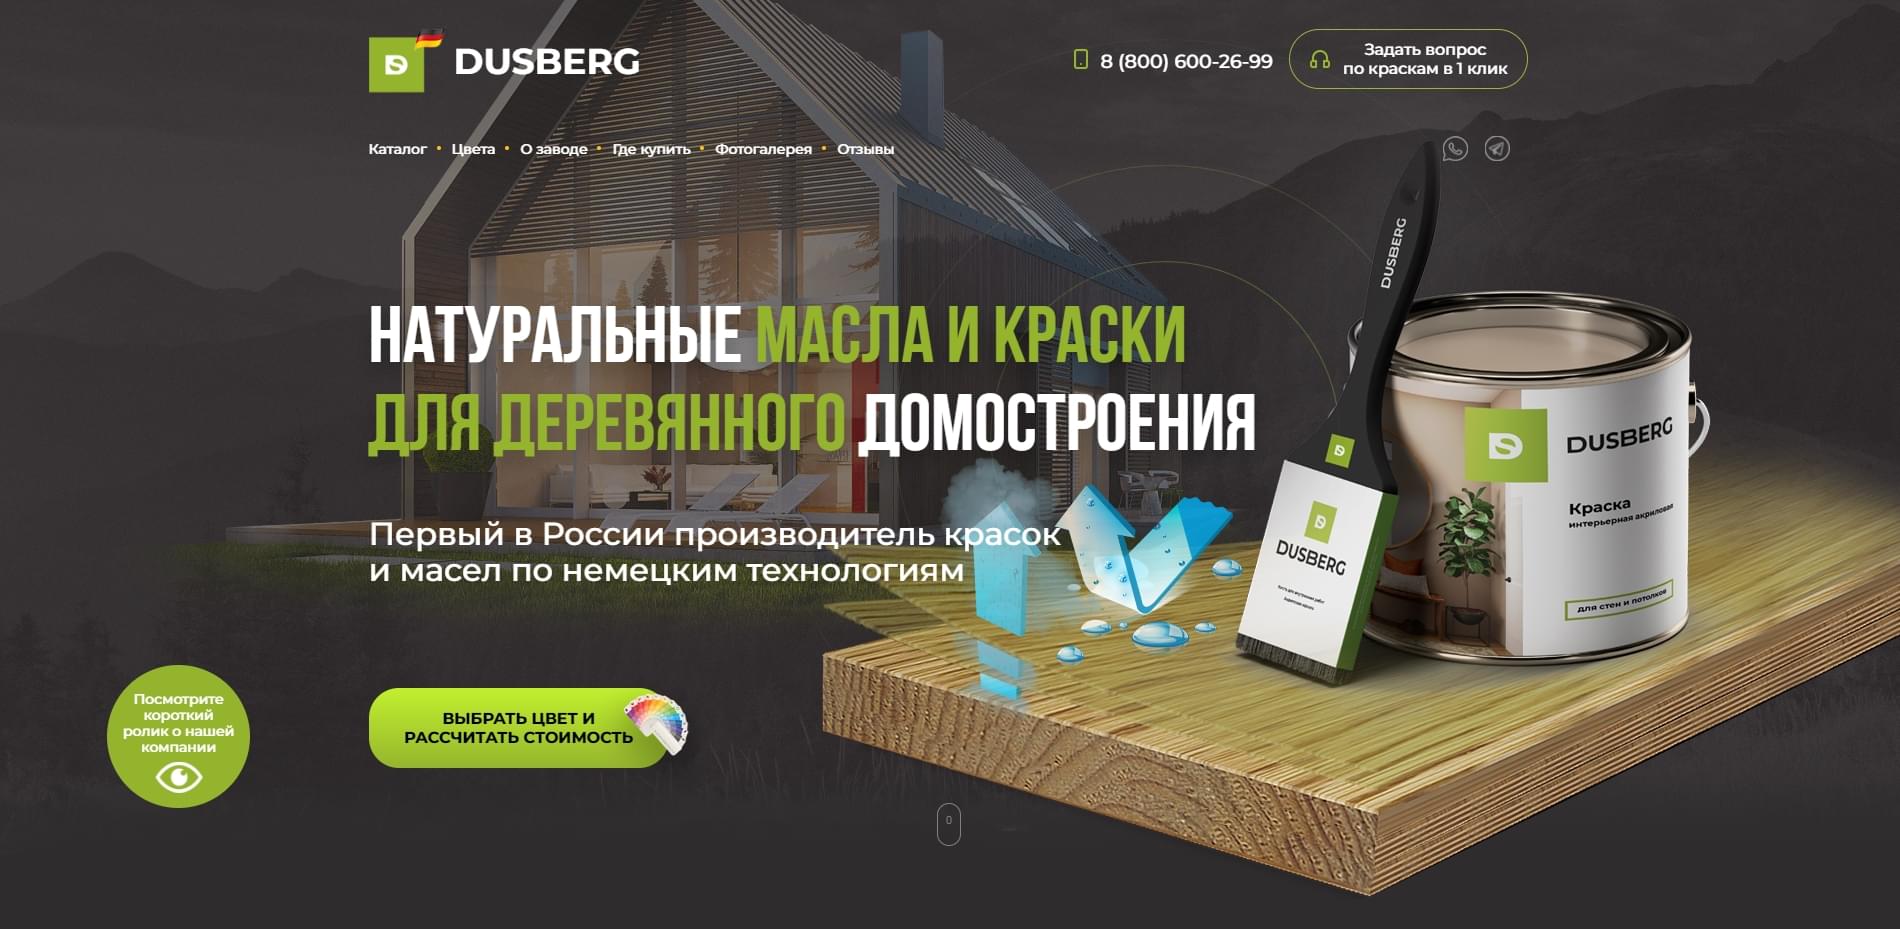 DUSBERG
8 (800) 600-26-99
Задать вопрос
по краскам в 1 клик
Каталог • Цвета • О заводе • Где купить • Фотогалерея • Отзывы
НАТУРАЛЬНЫЕ МАСЛА И КРАСКИ
ДЛЯ ДЕРЕВЯННОГО ДОМОСТРОЕНИЯ
Первый в России производитель красок
и масел по немецким технологиям
Посмотрите
короткий
ролик о нашей
компании
ВЫБРАТЬ ЦВЕТ И
РАССЧИТАТЬ СТОИМОСТЬ
0
DUSBERG
DUSBERG
DUSBERG
Краска
интерьерная акриловая
для стен и потолков